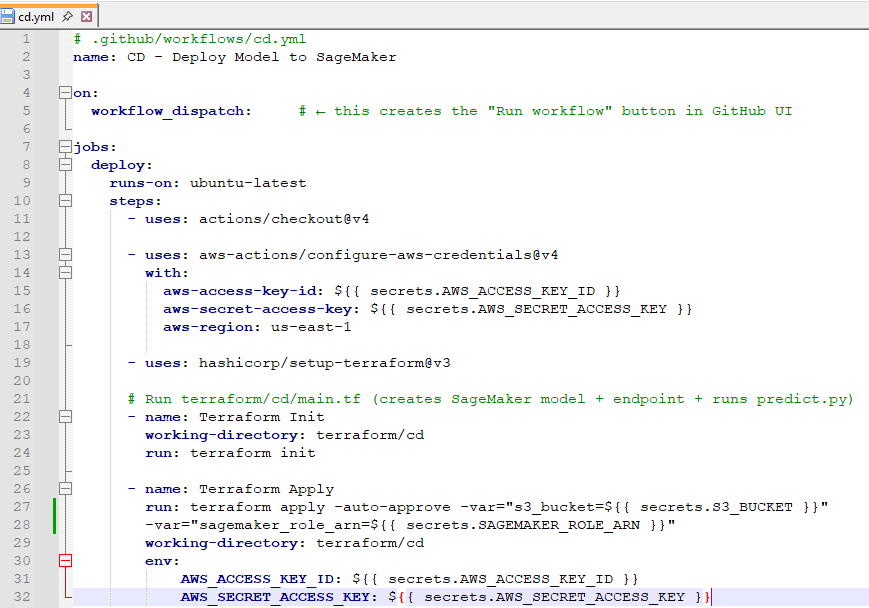 cd.yml
1 # .github/workflows/cd.yml
2 name: CD - Deploy Model to SageMaker
3
4 on:
5   workflow_dispatch:     # ← this creates the "Run workflow" button in GitHub UI
6
7 jobs:
8   deploy:
9     runs-on: ubuntu-latest
10     steps:
11       - uses: actions/checkout@v4
12
13       - uses: aws-actions/configure-aws-credentials@v4
14         with:
15           aws-access-key-id: ${{ secrets.AWS_ACCESS_KEY_ID }}
16           aws-secret-access-key: ${{ secrets.AWS_SECRET_ACCESS_KEY }}
17           aws-region: us-east-1
18
19       - uses: hashicorp/setup-terraform@v3
20
21       # Run terraform/cd/main.tf (creates SageMaker model + endpoint + runs predict.py)
22       - name: Terraform Init
23         working-directory: terraform/cd
24         run: terraform init
25
26       - name: Terraform Apply
27         run: terraform apply -auto-approve -var="s3_bucket=${{ secrets.S3_BUCKET }}"
28         -var="sagemaker_role_arn=${{ secrets.SAGEMAKER_ROLE_ARN }}"
29         working-directory: terraform/cd
30         env:
31             AWS_ACCESS_KEY_ID: ${{ secrets.AWS_ACCESS_KEY_ID }}
32             AWS_SECRET_ACCESS_KEY: ${{ secrets.AWS_SECRET_ACCESS_KEY }}